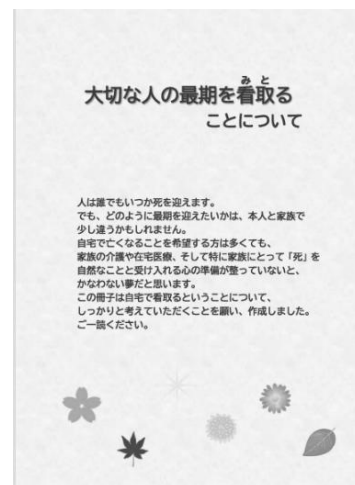 大切な人の最期を看取る
ことについて
人は誰でもいつか死を迎えます。
でも、どのように最期を迎えたいかは、本人と家族で
少し違うかもしれません。
自宅で亡くなることを希望する方は多くても、
家族の介護や在宅医療、そして特に家族にとって「死」を
自然なことと受け入れる心の準備が整っていないと、
かなわない夢だと思います。
この冊子は自宅で看取るということについて、
しっかりと考えていただくことを願い、作成しました。
ご一読ください。